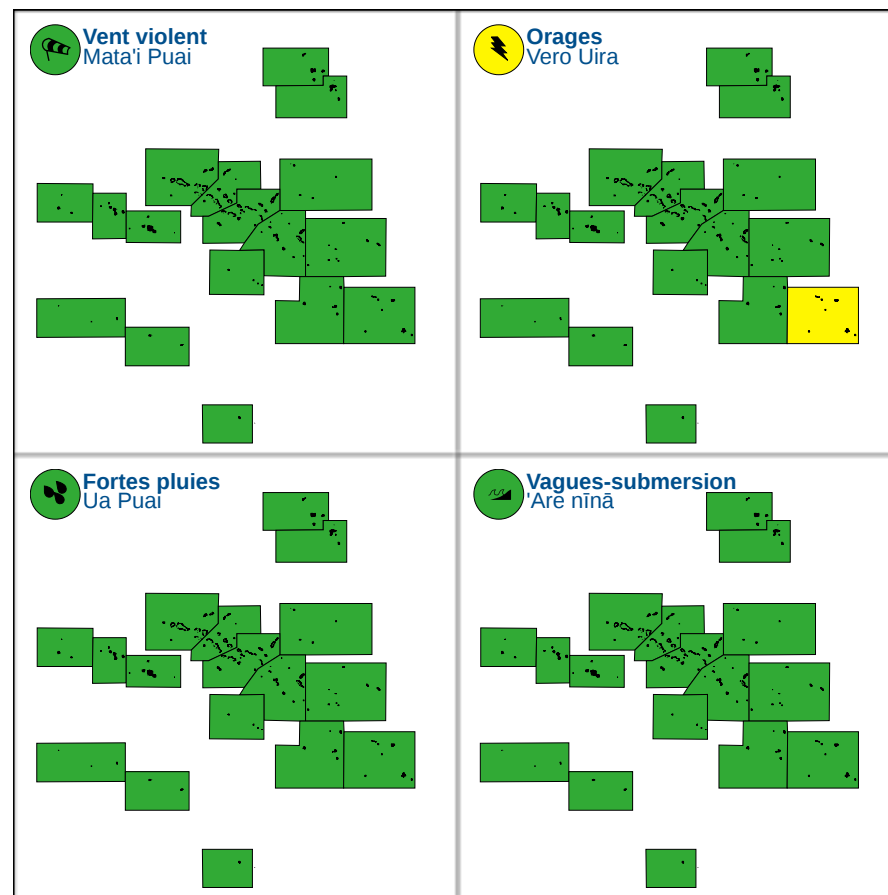 Vent violent
Mata'i Puai
Orages
Vero Uira
Fortes pluies
Ua Puai
Vagues-submersion
'Are nīnā